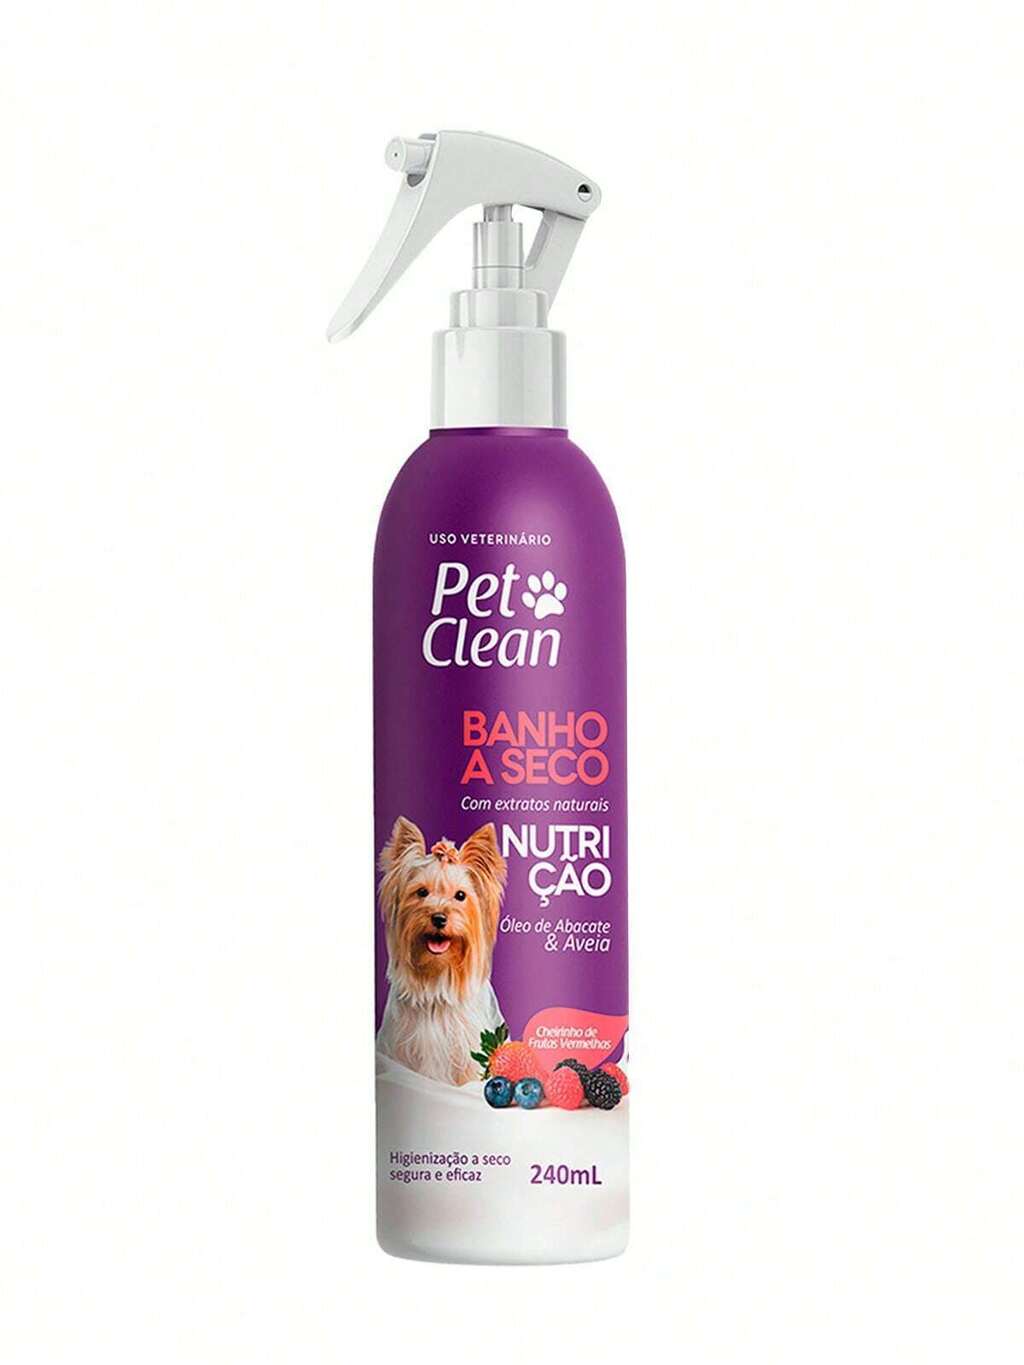 USO VETERINÁRIO
Pet
Clean
BANHO
A SECO
Com extratos naturais
NUTRI
ÇÃO
Óleo de Abacate
& Aveia
Cheirinho de
Frutas Vermelhas
Higienização a seco
segura e eficaz
240mL